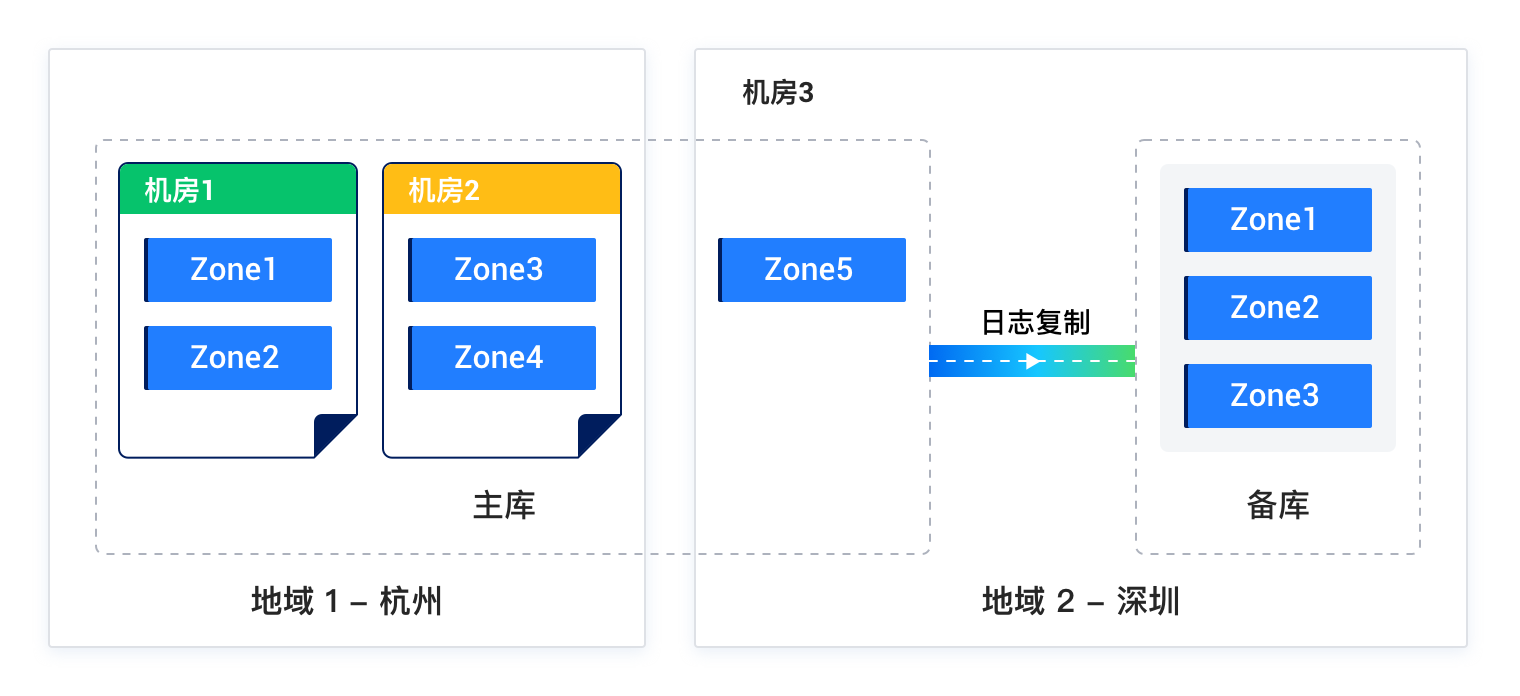 机房3
机房1
机房2
Zone1
Zone2
Zone3
Zone4
Zone5
日志复制
Zone1
Zone2
Zone3
主库
备库
地域 1 – 杭州
地域 2 – 深圳